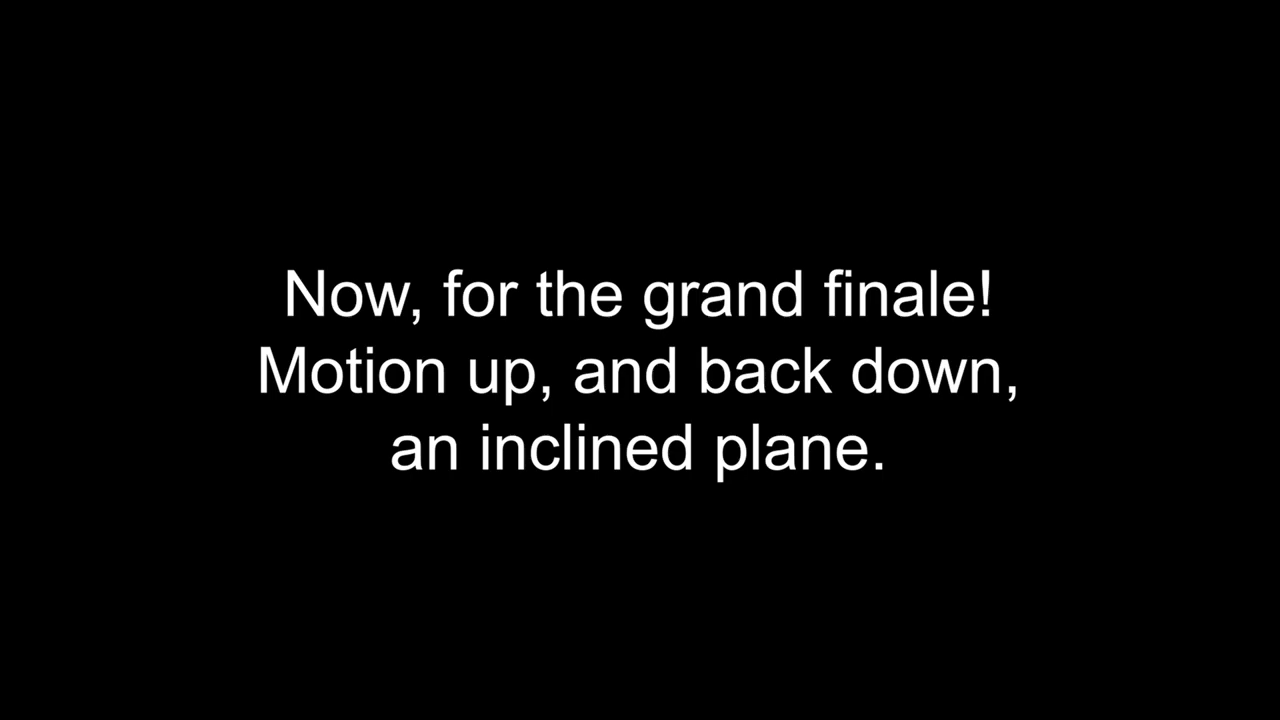 Now, for the grand finale!
Motion up, and back down,
an inclined plane.